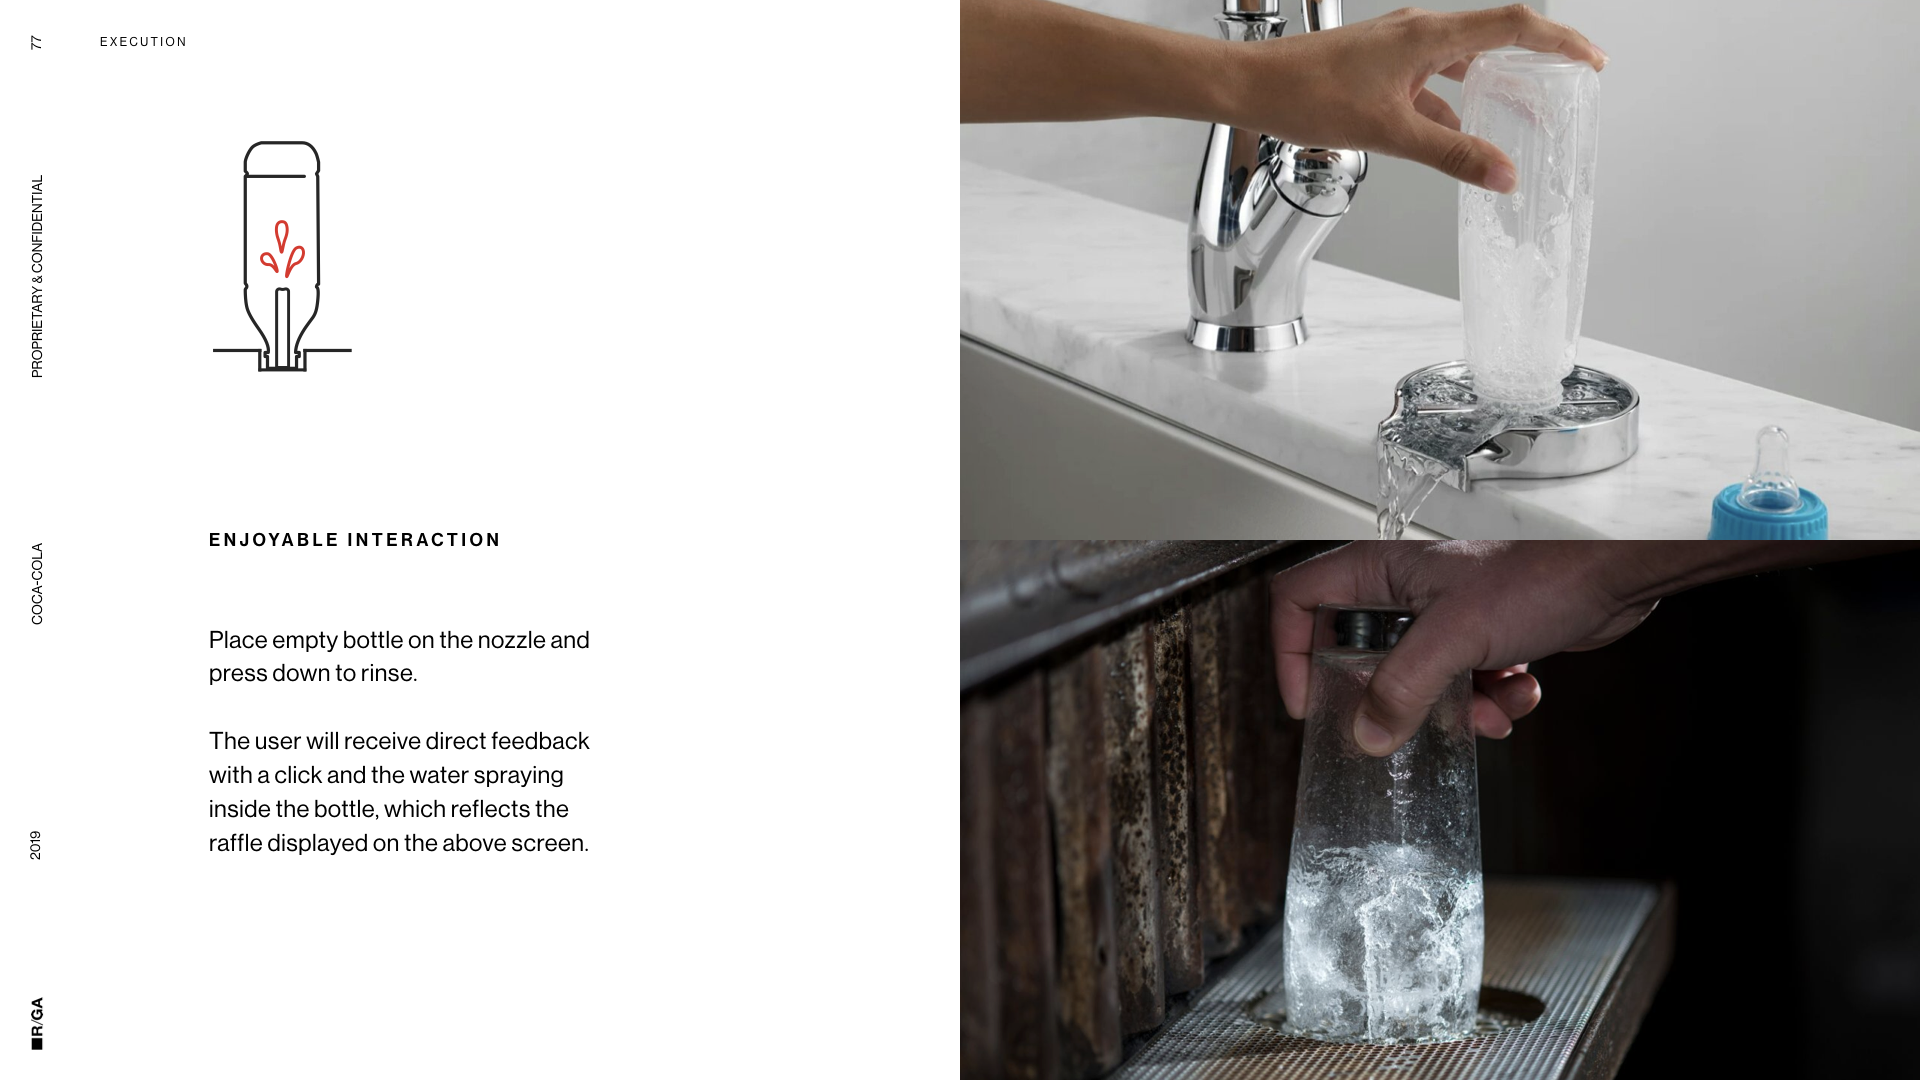 77
EXECUTION
PROPRIETARY & CONFIDENTIAL
COCA-COLA
2019
R/GA
ENJOYABLE INTERACTION
Place empty bottle on the nozzle and
press down to rinse.
The user will receive direct feedback
with a click and the water spraying
inside the bottle, which reflects the
raffle displayed on the above screen.